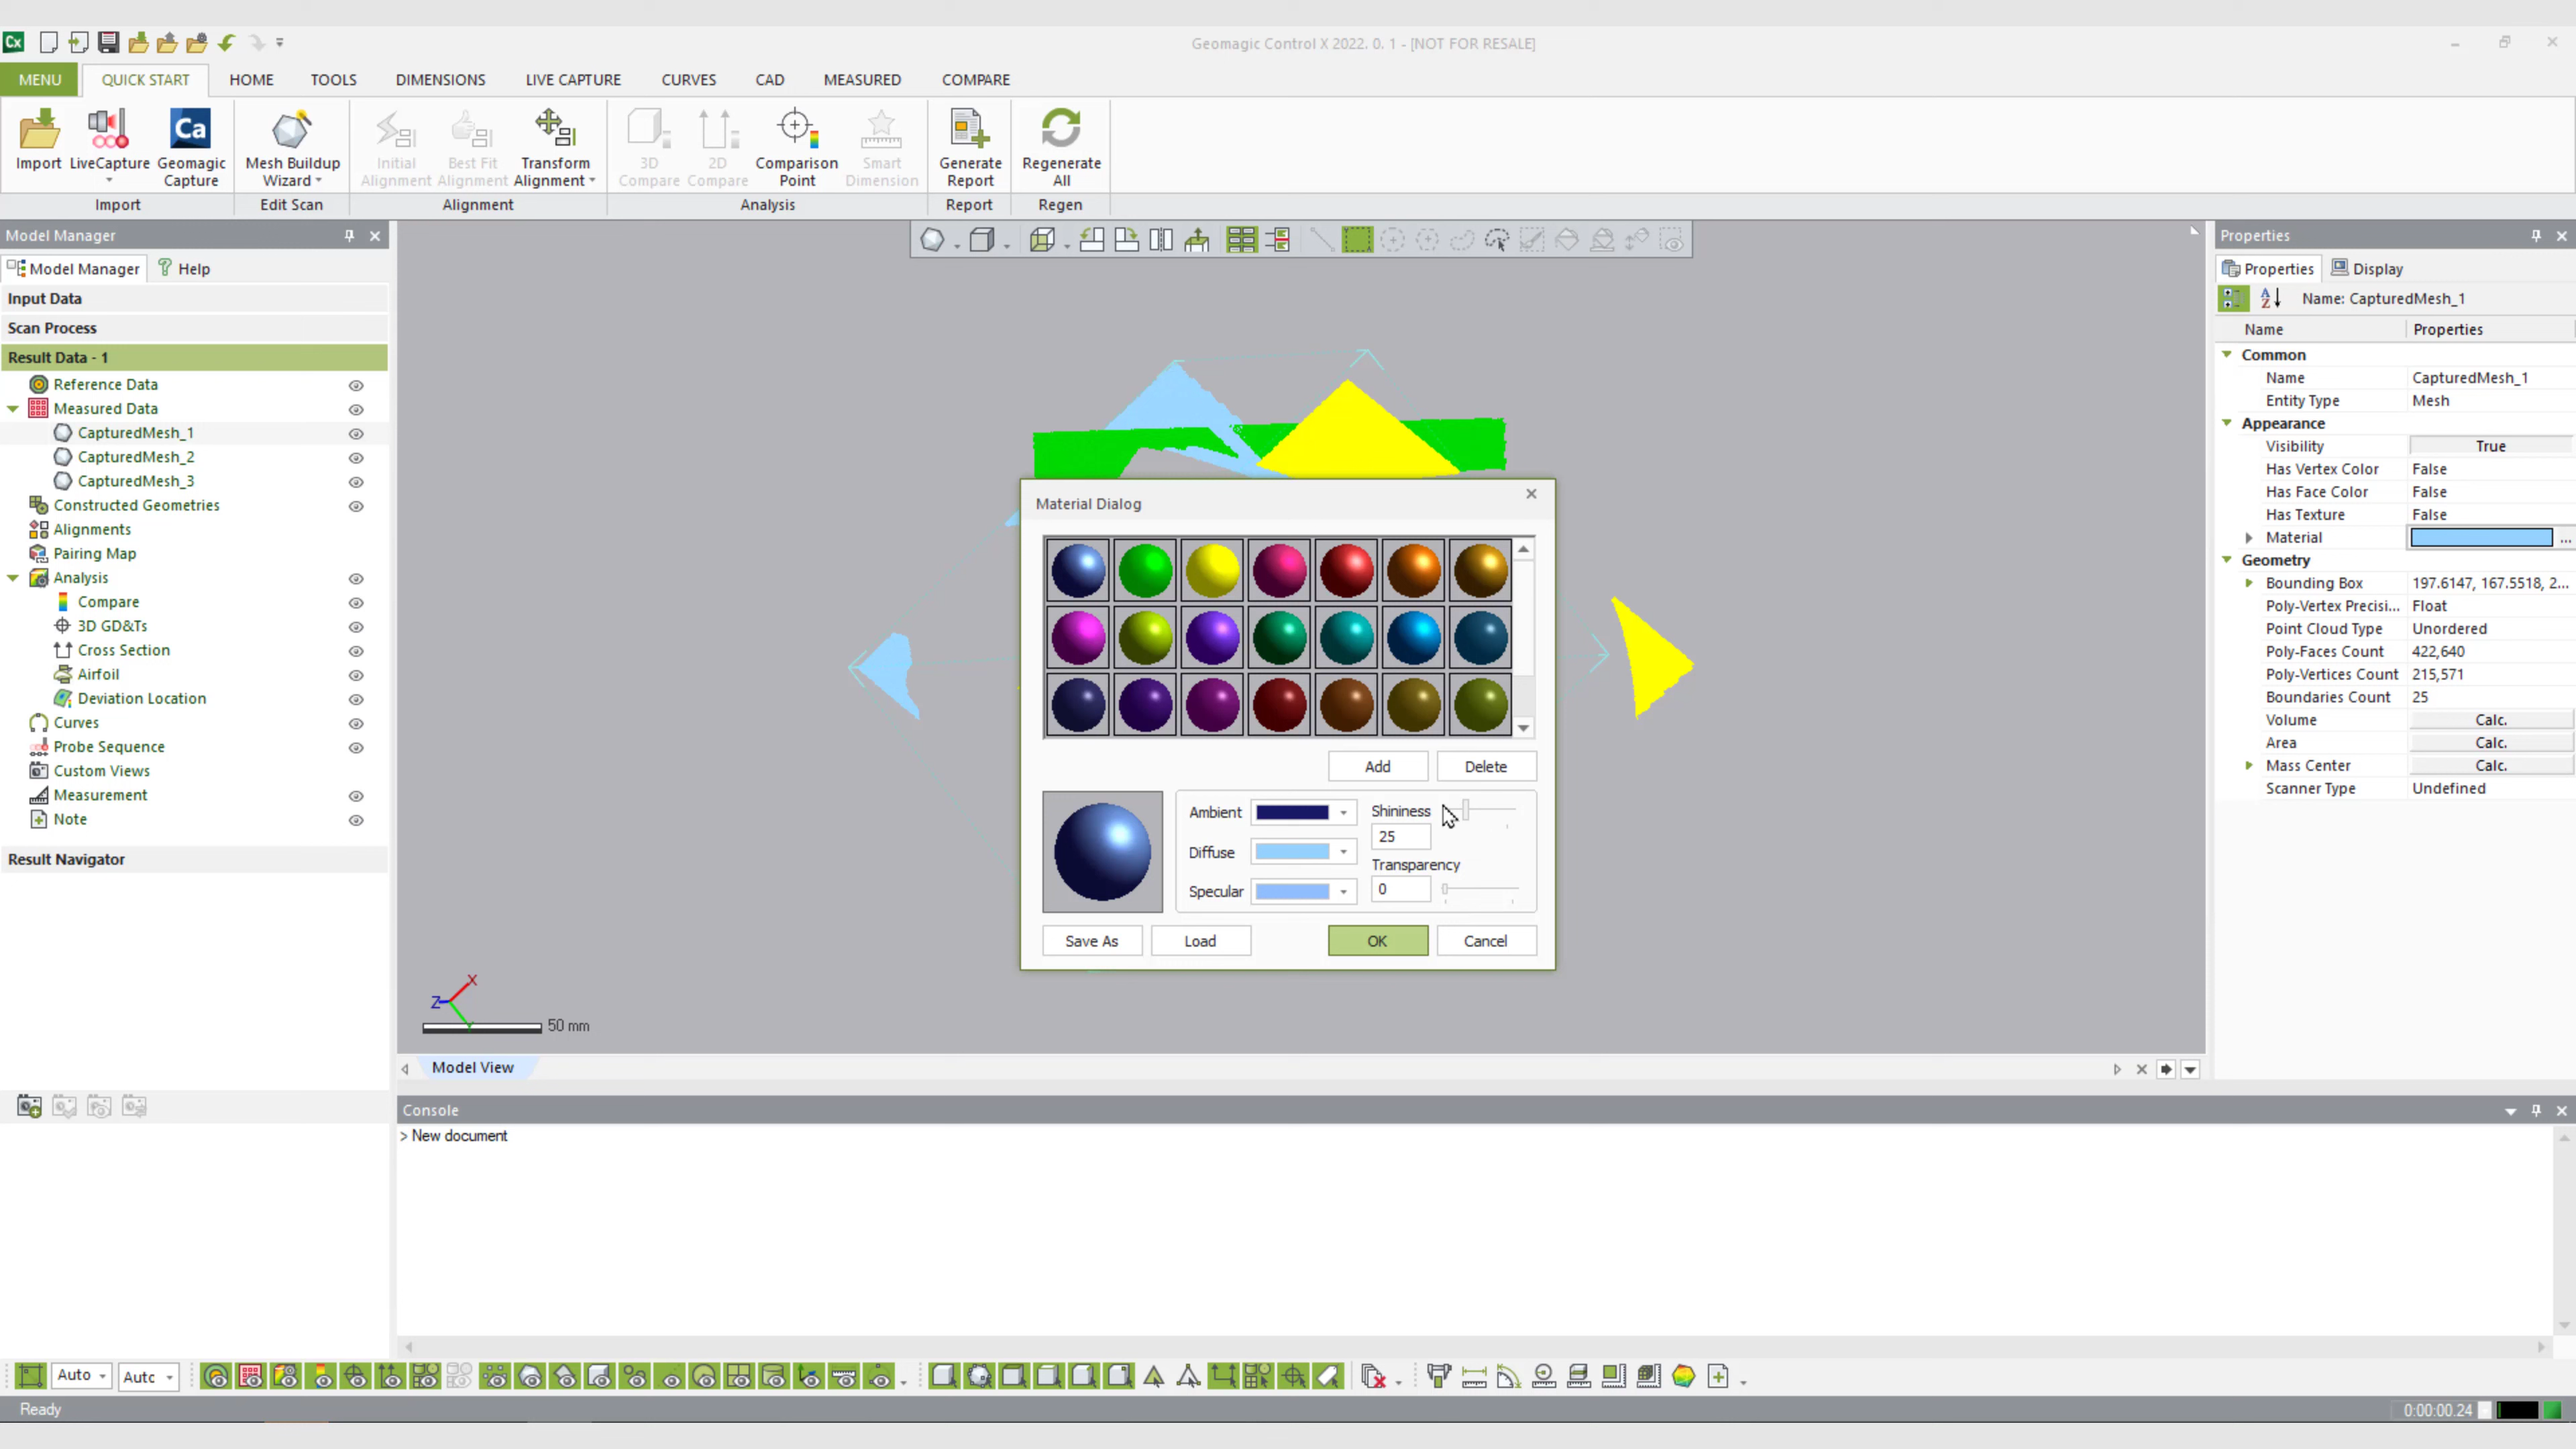 Cx
Geomagic Control X 2022. 0. 1 - [NOT FOR RESALE]
MENU QUICK START HOME TOOLS DIMENSIONS LIVE CAPTURE CURVES CAD MEASURED COMPARE
Import LiveCapture Geomagic Capture Mesh Buildup Wizard Initial Alignment Best Fit Alignment Transform Alignment 3D Compare 2D Compare Comparison Point Smart Dimension Generate Report Regenerate All
Ca
Import Edit Scan Alignment Analysis Report Regen
Model Manager
Model Manager Help
Input Data
Scan Process
Result Data - 1
Reference Data
Measured Data
CapturedMesh_1
CapturedMesh_2
CapturedMesh_3
Constructed Geometries
Alignments
Pairing Map
Analysis
Compare
3D GD&Ts
Cross Section
Airfoil
Deviation Location
Curves
Probe Sequence
Custom Views
Measurement
Note
Result Navigator
Material Dialog
Add Delete
Ambient Shininess
25
Diffuse
Transparency
Specular 0
Save As Load OK Cancel
X
Z
Y
50 mm
Model View
Properties
Properties Display
Name: CapturedMesh_1
Name Properties
Common
Name CapturedMesh_1
Entity Type Mesh
Appearance
Visibility True
Has Vertex Color False
Has Face Color False
Has Texture False
Material ...
Geometry
Bounding Box 197.6147, 167.5518, 2...
Poly-Vertex Precisi... Float
Point Cloud Type Unordered
Poly-Faces Count 422,640
Poly-Vertices Count 215,571
Boundaries Count 25
Volume Calc.
Area Calc.
Mass Center Calc.
Scanner Type Undefined
Console
> New document
Auto Autc
Ready
0:00:00.24